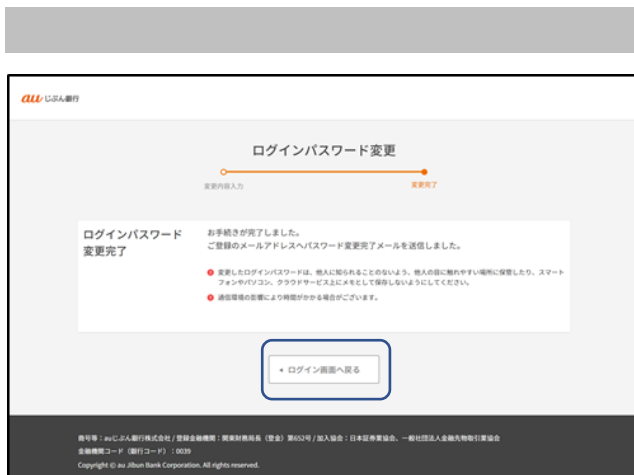 au じぶん銀行
ログインパスワード変更
変更内容入力
変更完了
ログインパスワード
変更完了
お手続きが完了しました。
ご登録のメールアドレスへパスワード変更完了メールを送信しました。
変更したログインパスワードは、他人に知られることのないよう、他人の目に触れやすい場所に保管したり、スマート
フォンやパソコン、クラウドサービス上にメモとして保存しないようにしてください。
通信環境の影響により時間がかかる場合がございます。
ログイン画面へ戻る
商号等：auじぶん銀行株式会社 / 登録金融機関：関東財務局長（登金）第652号 / 加入協会：日本証券業協会、一般社団法人金融先物取引業協会
金融機関コード（銀行コード）：0039
Copyright © au Jibun Bank Corporation. All rights reserved.